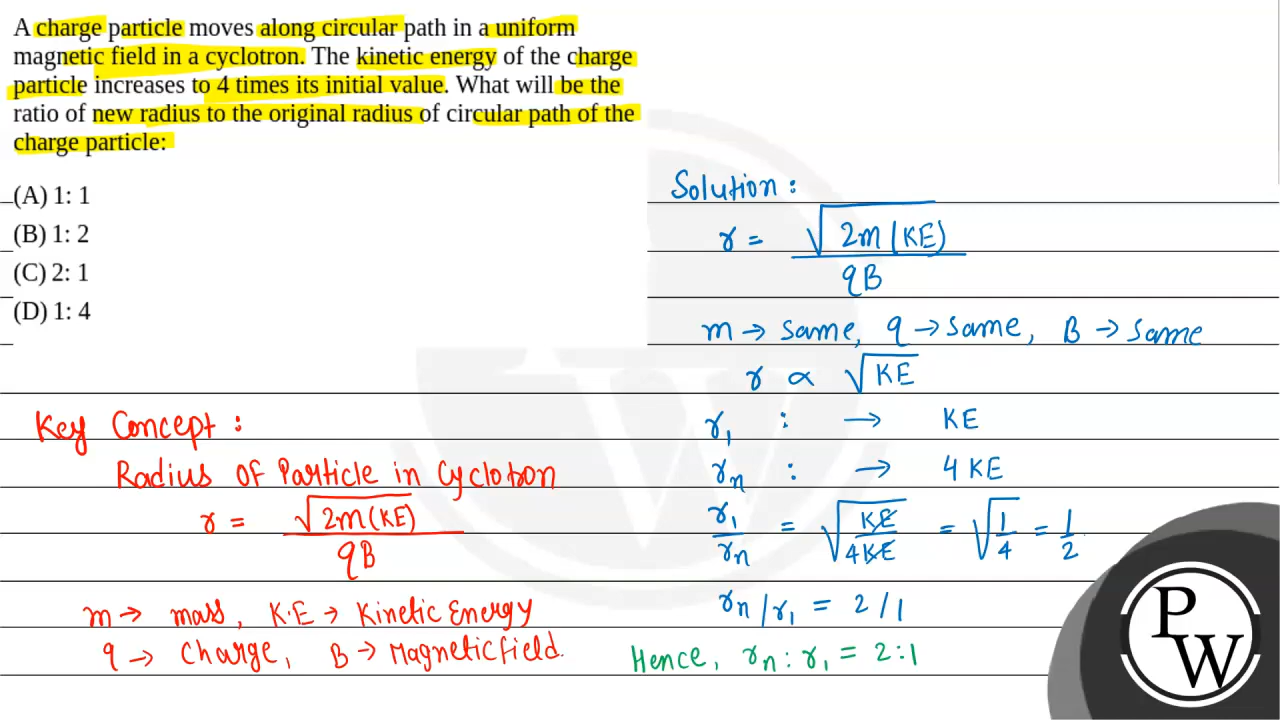 A charge particle moves along circular path in a uniform
magnetic field in a cyclotron. The kinetic energy of the charge
particle increases to 4 times its initial value. What will be the
ratio of new radius to the original radius of circular path of the
charge particle:
(A) 1: 1
(B) 1: 2
(C) 2: 1
(D) 1: 4
Key Concept :
Radius of Particle in Cyclotron
r = √2m(KE) / qB
m → mass, K.E → Kinetic Energy
q → Charge, B → Magnetic field.
Solution :
r = √2m(KE) / qB
m → same, q → same, B → same
r ∝ √KE
r₁ : → KE
rₙ : → 4KE
r₁/rₙ = √KE/4KE = √1/4 = 1/2
rₙ/r₁ = 2/1
Hence, rₙ : r₁ = 2:1
P
W